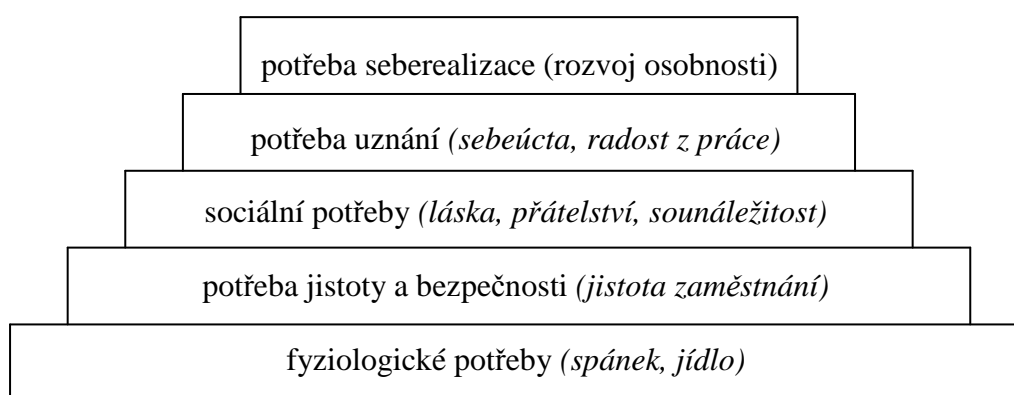 potřeba seberealizace (rozvoj osobnosti)
potřeba uznání (sebeúcta, radost z práce)
sociální potřeby (láska, přátelství, sounáležitost)
potřeba jistoty a bezpečnosti (jistota zaměstnání)
fyziologické potřeby (spánek, jídlo)